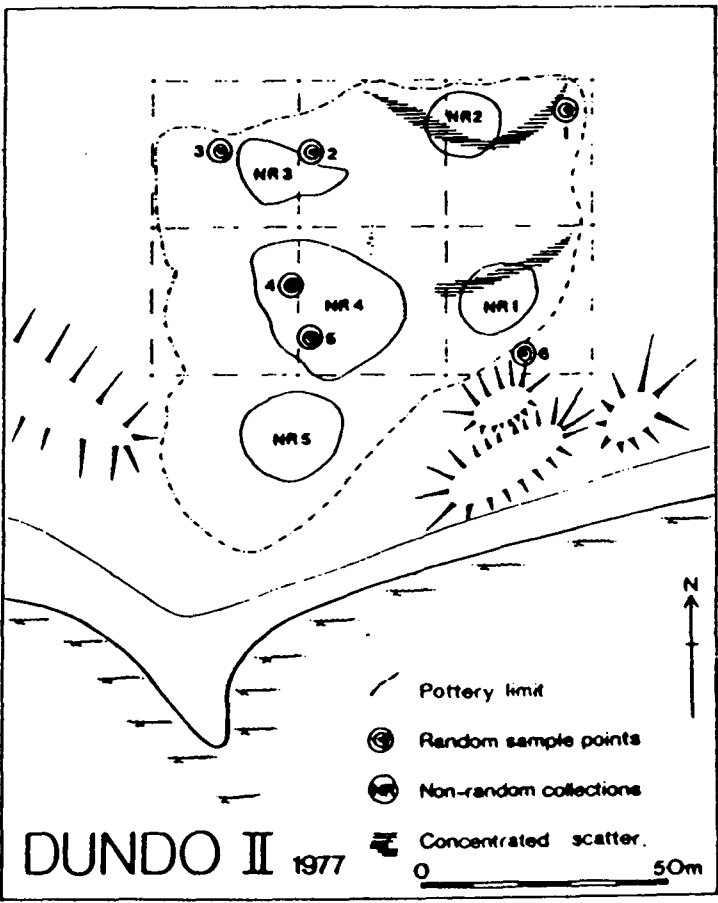 NR2
1
3
2
NR3
4
NR4
NR1
5
6
NR5
N
Pottery limit
Random sample points
NR Non-random collections
Concentrated scatter.
DUNDO II 1977
0 50m